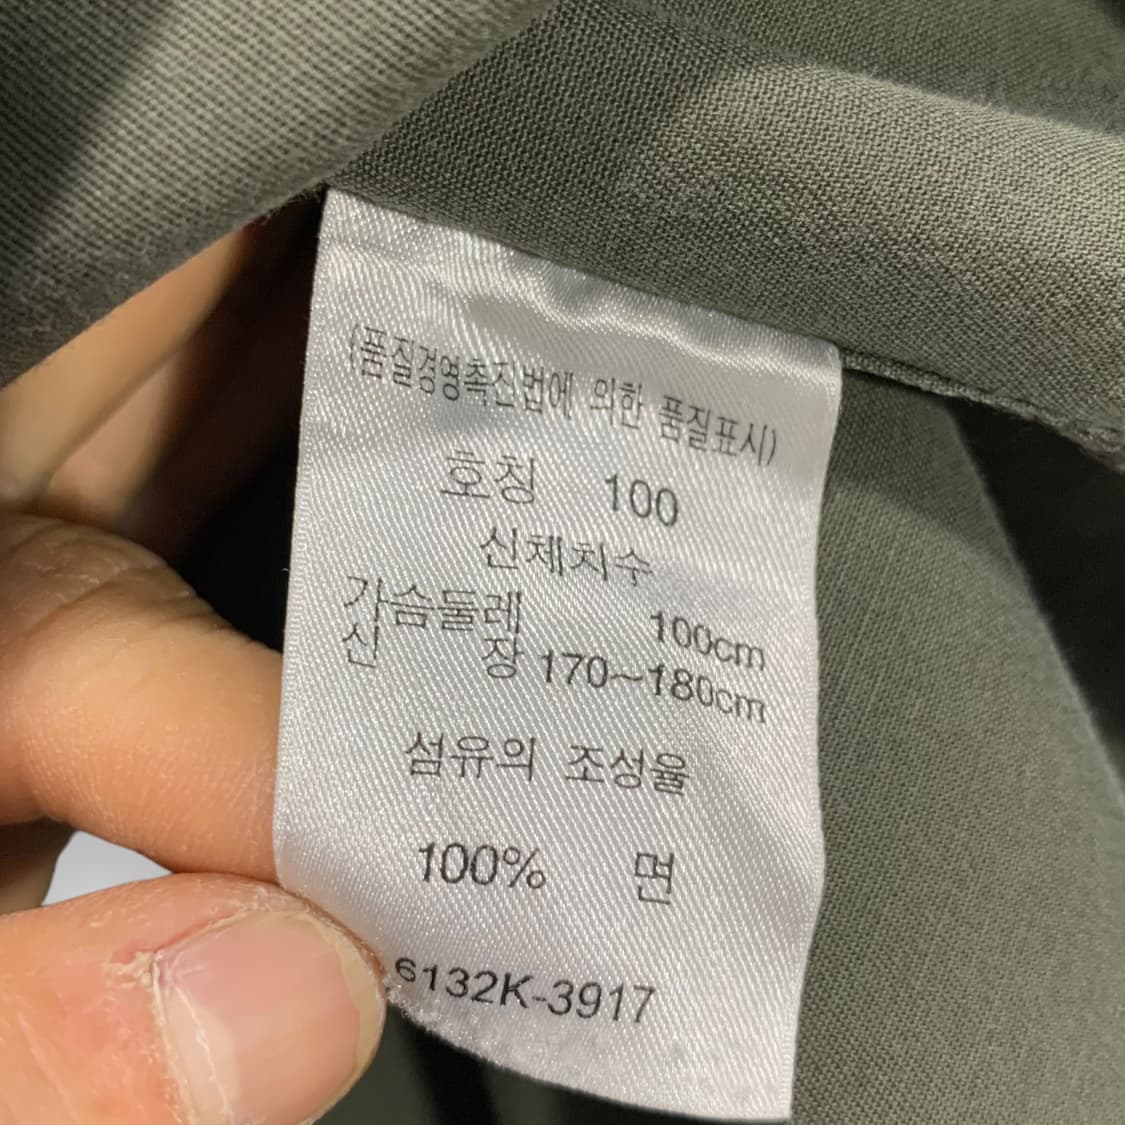 (품질경영촉진법에 의한 품질표시)
호칭 100
신체치수
가슴둘레 100cm
신 장 170~180cm
섬유의 조성율
100% 면
6132K-3917